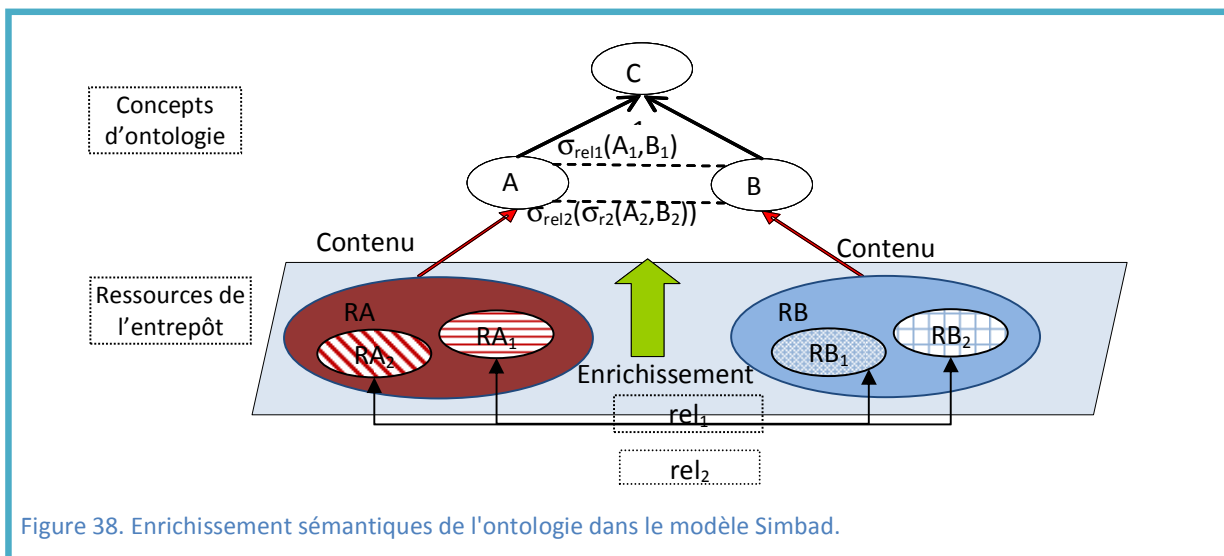 C
Concepts
d'ontologie
σrel1(A1,B1)
A
B
σrel2(σr2(A2,B2))
Contenu
Contenu
Ressources de
l'entrepôt
RA
RA1
RA2
RB
RB1
RB2
Enrichissement
rel1
rel2
Figure 38. Enrichissement sémantiques de l'ontologie dans le modèle Simbad.